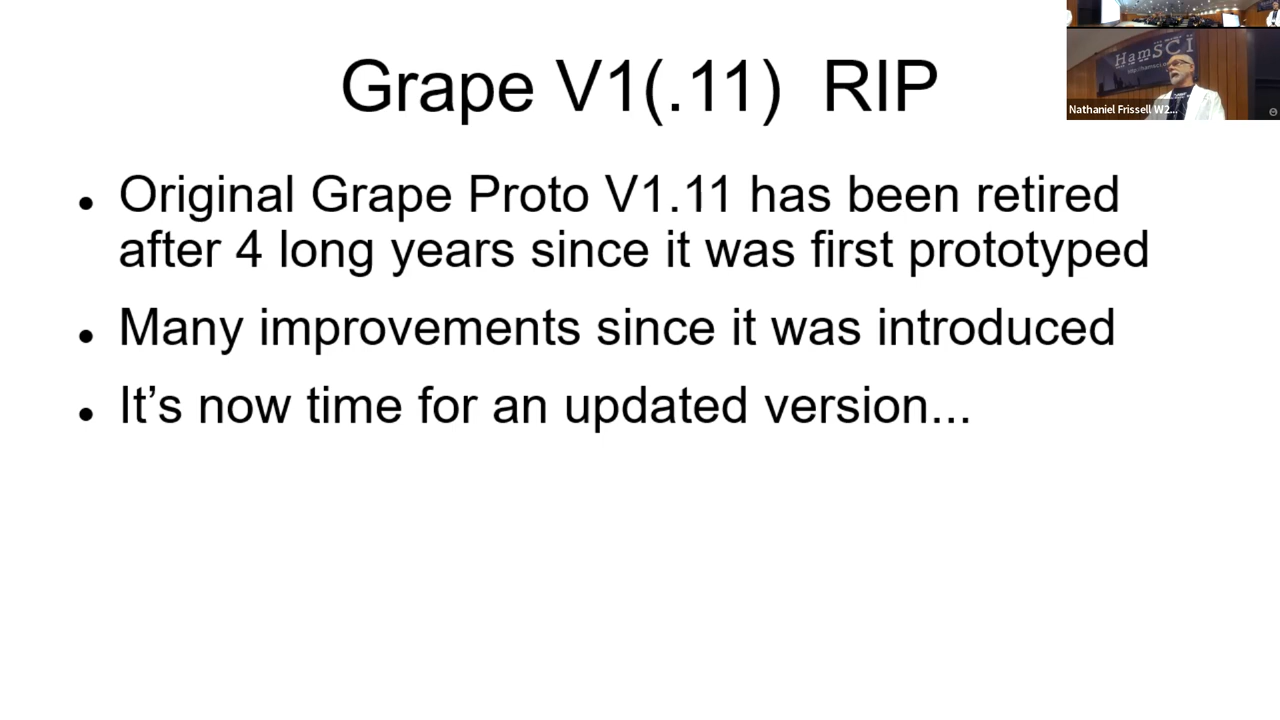 Grape V1(.11) RIP
HamSCI
Nathaniel Frissell W2...
● Original Grape Proto V1.11 has been retired
after 4 long years since it was first prototyped
● Many improvements since it was introduced
● It’s now time for an updated version...